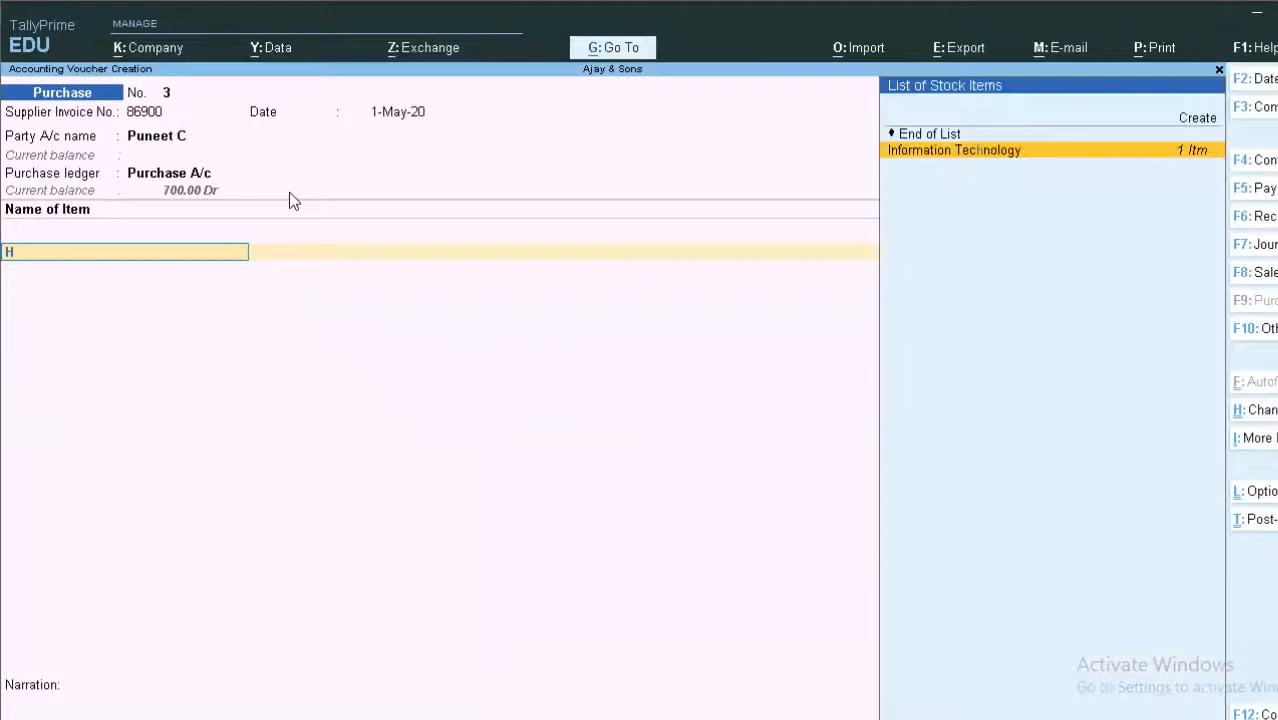 TallyPrime
EDU
MANAGE
K: Company
Y: Data
Z: Exchange
G: Go To
O: Import
E: Export
M: E-mail
P: Print
F1: Help
Accounting Voucher Creation
Ajay & Sons
Purchase No. 3
Supplier Invoice No.: 86900 Date : 1-May-20
Party A/c name : Puneet C
Current balance :
Purchase ledger : Purchase A/c
Current balance : 700.00 Dr
Name of Item
H
Narration:
List of Stock Items
Create
♦ End of List
Information Technology 1 Itm
F2: Date
F3: Com
F4: Con
F5: Pay
F6: Rec
F7: Jour
F8: Sale
F9: Purc
F10: Oth
E: Autof
H: Chan
I: More
L: Optio
T: Post-
F12: Co
Activate Windows
Go to Settings to activate Win